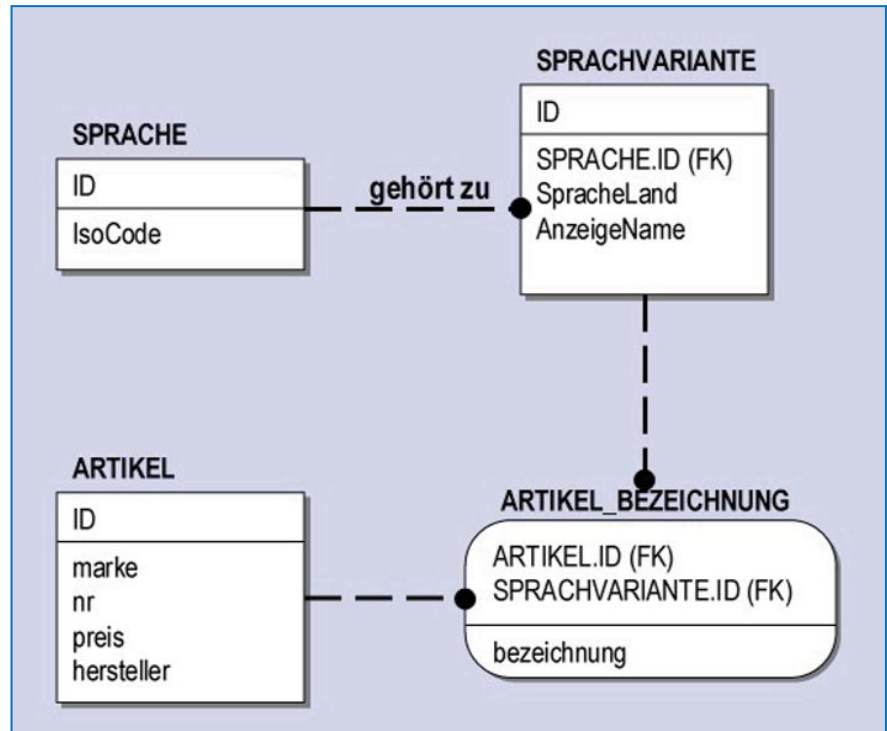 SPRACHE
ID
IsoCode
gehört zu
SPRACHVARIANTE
ID
SPRACHE.ID (FK)
SpracheLand
AnzeigeName
ARTIKEL
ID
marke
nr
preis
hersteller
ARTIKEL_BEZEICHNUNG
ARTIKEL.ID (FK)
SPRACHVARIANTE.ID (FK)
bezeichnung